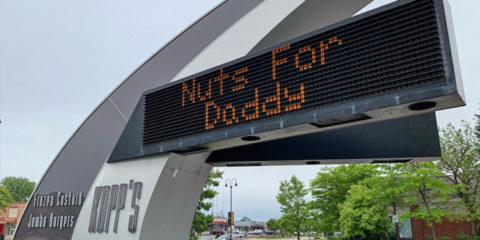 Nuts For
Daddy
KOPP'S
Frozen Custard
Jumbo Burgers